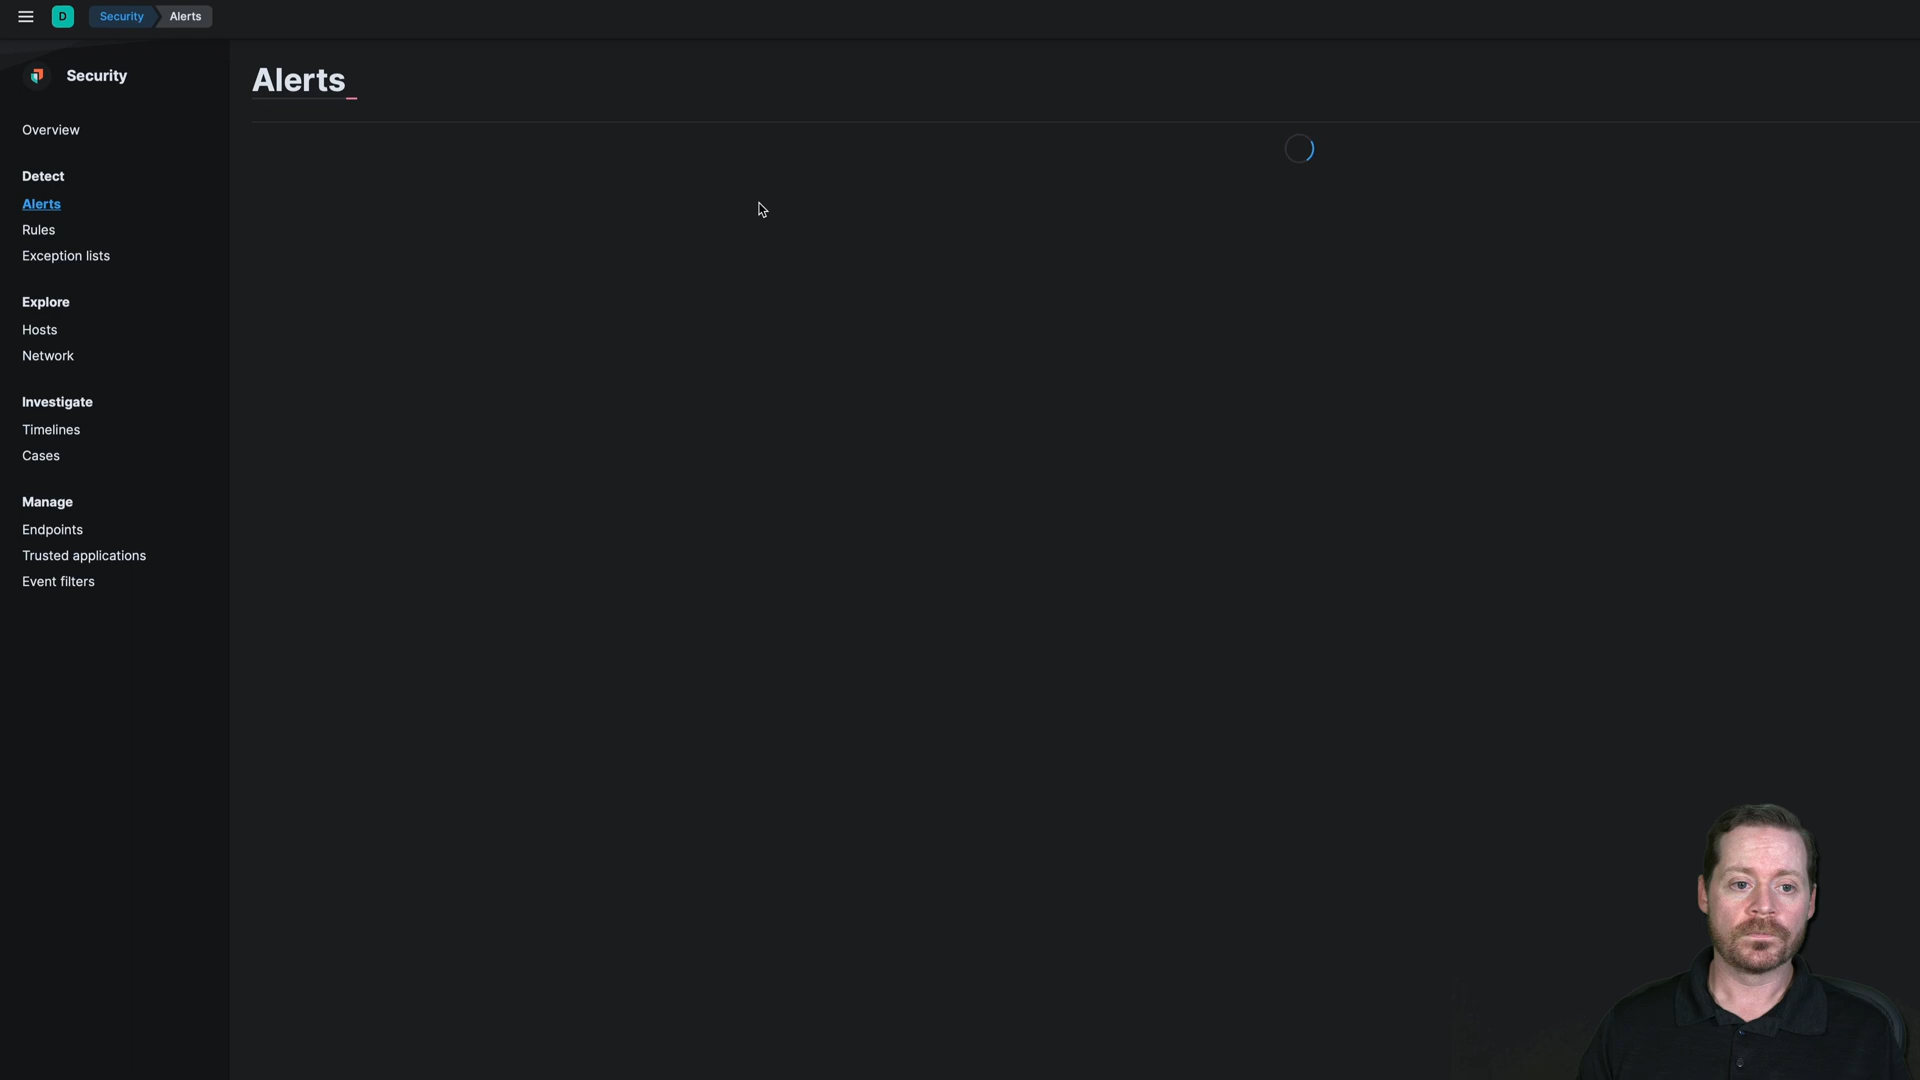 D
Security
Alerts
Security
Alerts
Overview
Detect
Alerts
Rules
Exception lists
Explore
Hosts
Network
Investigate
Timelines
Cases
Manage
Endpoints
Trusted applications
Event filters